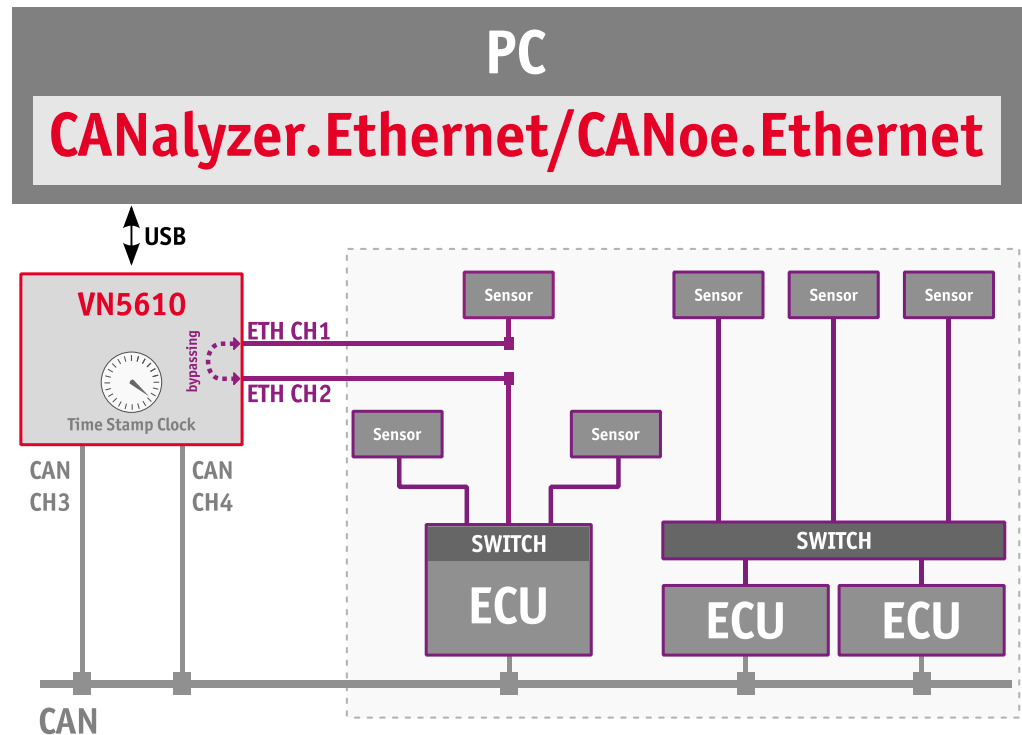 PC
CANalyzer.Ethernet/CANoe.Ethernet
USB
VN5610
bypassing
Time Stamp Clock
ETH CH1
ETH CH2
CAN
CH3
CAN
CH4
Sensor
Sensor
Sensor
Sensor
Sensor
Sensor
SWITCH
ECU
SWITCH
ECU
ECU
CAN